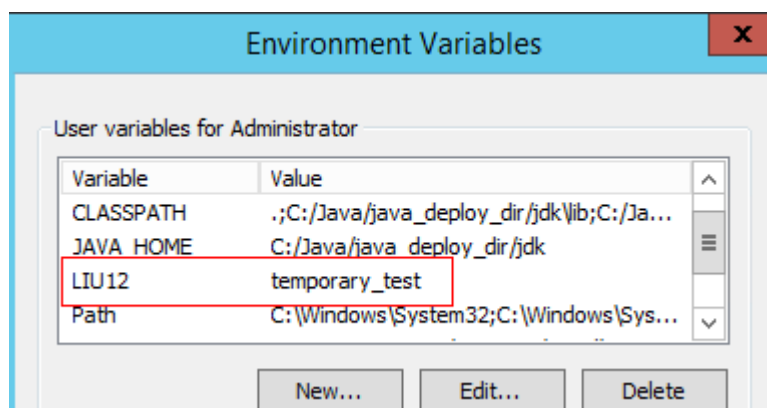 Environment Variables
x
User variables for Administrator
Variable Value
CLASSPATH .;C:/Java/java_deploy_dir/jdk\lib;C:/Ja...
JAVA_HOME C:/Java/java_deploy_dir/jdk
LIU12 temporary_test
Path C:\Windows\System32;C:\Windows\Sys...
New... Edit... Delete